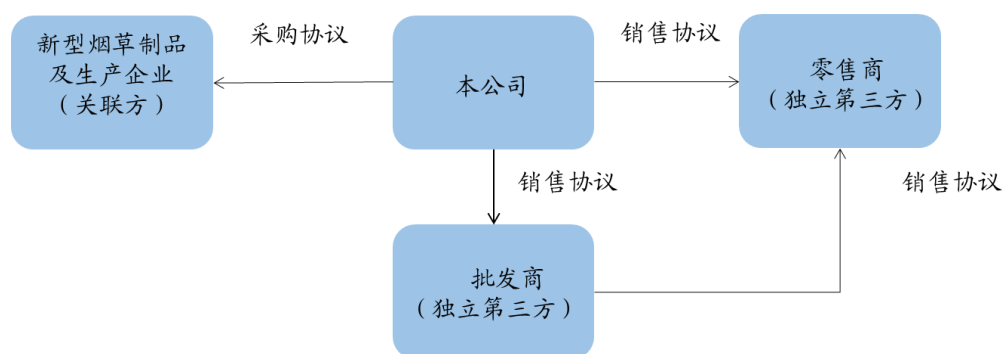 新型烟草制品
及生产企业
（关联方）
采购协议
本公司
销售协议
零售商
（独立第三方）
销售协议
销售协议
批发商
（独立第三方）